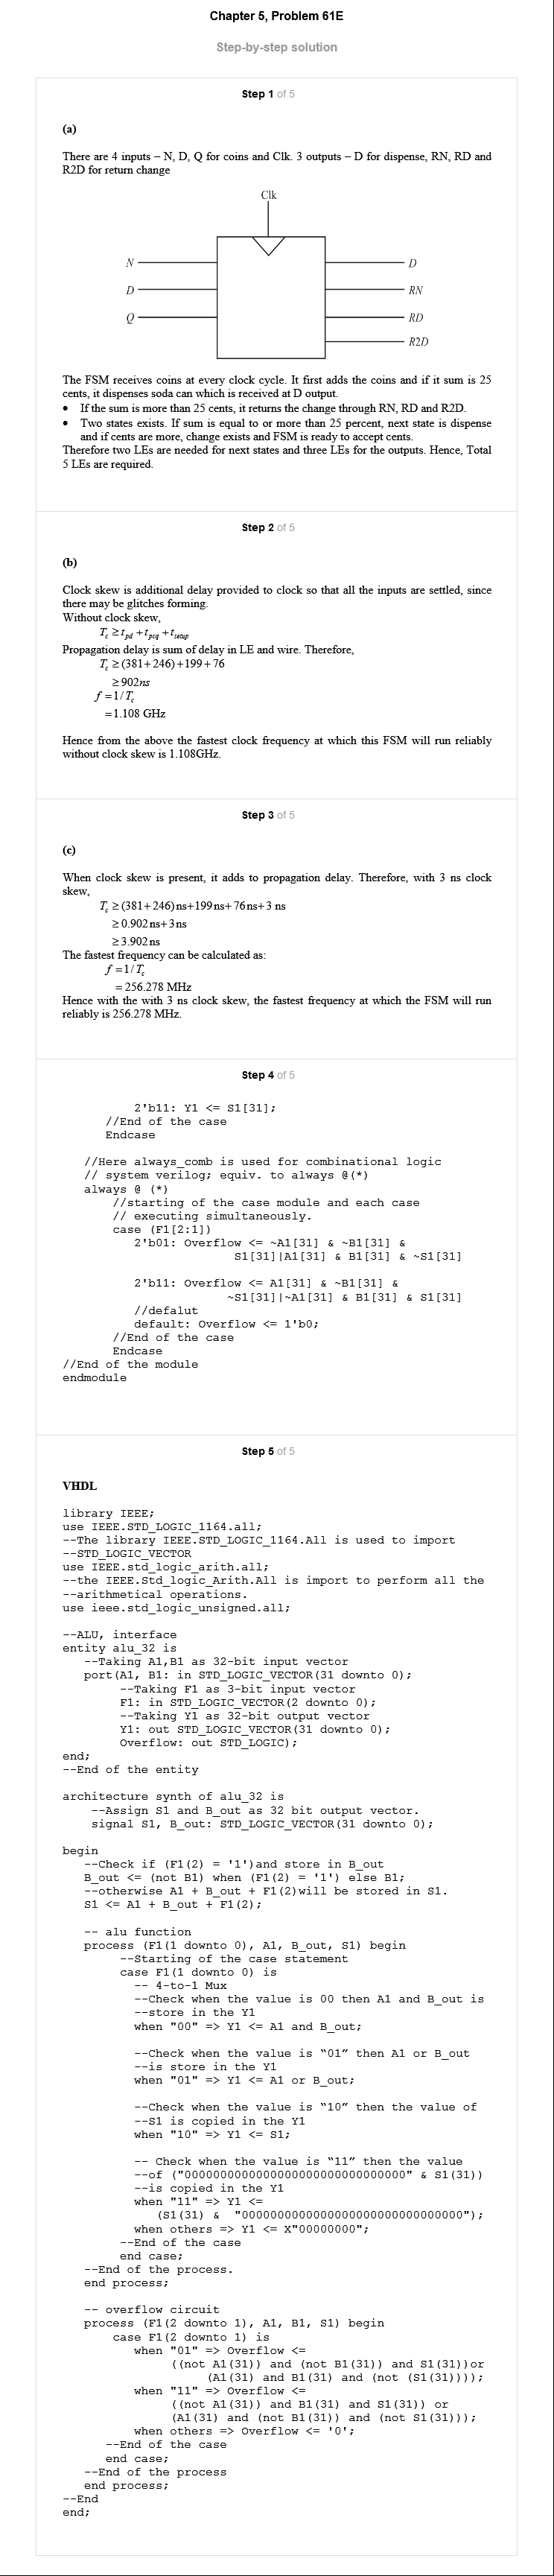 Chapter 5, Problem 61E
Step-by-step solution
Step 1 of 5
(a)
There are 4 inputs – N, D, Q for coins and Clk. 3 outputs – D for dispense, RN, RD and
R2D for return change
Clk
N
D
D
RN
Q
RD
R2D
The FSM receives coins at every clock cycle. It first adds the coins and if it sum is 25
cents, it dispenses soda can which is received at D output.
• If the sum is more than 25 cents, it returns the change through RN, RD and R2D.
• Two states exists. If sum is equal to or more than 25 percent, next state is dispense
and if cents are more, change exists and FSM is ready to accept cents.
Therefore two LEs are needed for next states and three LEs for the outputs. Hence, Total
5 LEs are required.
Step 2 of 5
(b)
Clock skew is additional delay provided to clock so that all the inputs are settled, since
there may be glitches forming.
Without clock skew,
T_c ≥ t_pd + t_pcq + t_setup
Propagation delay is sum of delay in LE and wire. Therefore,
T_c ≥ (381+246)+199+76
≥ 902ns
f = 1/T_c
= 1.108 GHz
Hence from the above the fastest clock frequency at which this FSM will run reliably
without clock skew is 1.108GHz.
Step 3 of 5
(c)
When clock skew is present, it adds to propagation delay. Therefore, with 3 ns clock
skew,
T_c ≥ (381+246)ns+199ns+76ns+3 ns
≥ 0.902ns+3ns
≥ 3.902ns
The fastest frequency can be calculated as:
f = 1/T_c
= 256.278 MHz
Hence with the with 3 ns clock skew, the fastest frequency at which the FSM will run
reliably is 256.278 MHz.
Step 4 of 5
2'b11: Y1 <= S1[31];
//End of the case
Endcase
//Here always_comb is used for combinational logic
// system verilog; equiv. to always @(*)
always @ (*)
//starting of the case module and each case
// executing simultaneously.
case (F1[2:1])
2'b01: Overflow <= ~A1[31] & ~B1[31] &
S1[31]|A1[31] & B1[31] & ~S1[31]
2'b11: Overflow <= A1[31] & ~B1[31] &
~S1[31]|~A1[31] & B1[31] & S1[31]
//defalut
default: Overflow <= 1'b0;
//End of the case
Endcase
//End of the module
endmodule
Step 5 of 5
VHDL
library IEEE;
use IEEE.STD_LOGIC_1164.all;
--The library IEEE.STD_LOGIC_1164.All is used to import
--STD_LOGIC_VECTOR
use IEEE.std_logic_arith.all;
--the IEEE.Std_logic_Arith.All is import to perform all the
--arithmetical operations.
use ieee.std_logic_unsigned.all;
--ALU, interface
entity alu_32 is
--Taking A1,B1 as 32-bit input vector
port(A1, B1: in STD_LOGIC_VECTOR(31 downto 0);
--Taking F1 as 3-bit input vector
F1: in STD_LOGIC_VECTOR(2 downto 0);
--Taking Y1 as 32-bit output vector
Y1: out STD_LOGIC_VECTOR(31 downto 0);
Overflow: out STD_LOGIC);
end;
--End of the entity
architecture synth of alu_32 is
--Assign S1 and B_out as 32 bit output vector.
signal S1, B_out: STD_LOGIC_VECTOR(31 downto 0);
begin
--Check if (F1(2) = '1')and store in B_out
B_out <= (not B1) when (F1(2) = '1') else B1;
--otherwise A1 + B_out + F1(2)will be stored in S1.
S1 <= A1 + B_out + F1(2);
-- alu function
process (F1(1 downto 0), A1, B_out, S1) begin
--Starting of the case statement
case F1(1 downto 0) is
-- 4-to-1 Mux
--Check when the value is 00 then A1 and B_out is
--store in the Y1
when "00" => Y1 <= A1 and B_out;
--Check when the value is “01” then A1 or B_out
--is store in the Y1
when "01" => Y1 <= A1 or B_out;
--Check when the value is “10” then the value of
--S1 is copied in the Y1
when "10" => Y1 <= S1;
-- Check when the value is “11” then the value
--of ("0000000000000000000000000000000" & S1(31))
--is copied in the Y1
when "11" => Y1 <=
(S1(31) & "0000000000000000000000000000000");
when others => Y1 <= X"00000000";
--End of the case
end case;
--End of the process.
end process;
-- overflow circuit
process (F1(2 downto 1), A1, B1, S1) begin
case F1(2 downto 1) is
when "01" => Overflow <=
((not A1(31)) and (not B1(31)) and S1(31))or
(A1(31) and B1(31) and (not (S1(31))));
when "11" => Overflow <=
((not A1(31)) and B1(31) and S1(31)) or
(A1(31) and (not B1(31)) and (not S1(31)));
when others => Overflow <= '0';
--End of the case
end case;
--End of the process
end process;
--End
end;